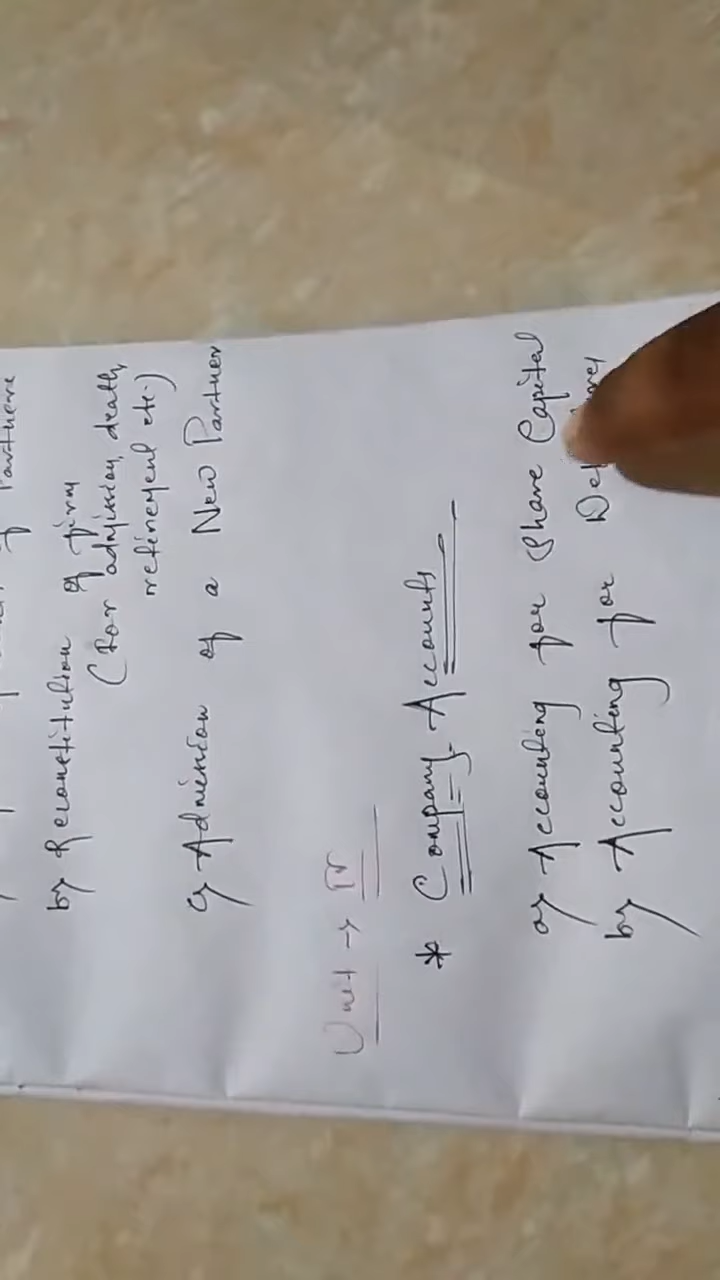 Partners
b) Reconstitution of firm
(for admission, death,
retirement etc.)
c) Admission of a New Partner
Unit → IV
* Company Accounts
a) Accounting for Share Capital
b) Accounting for